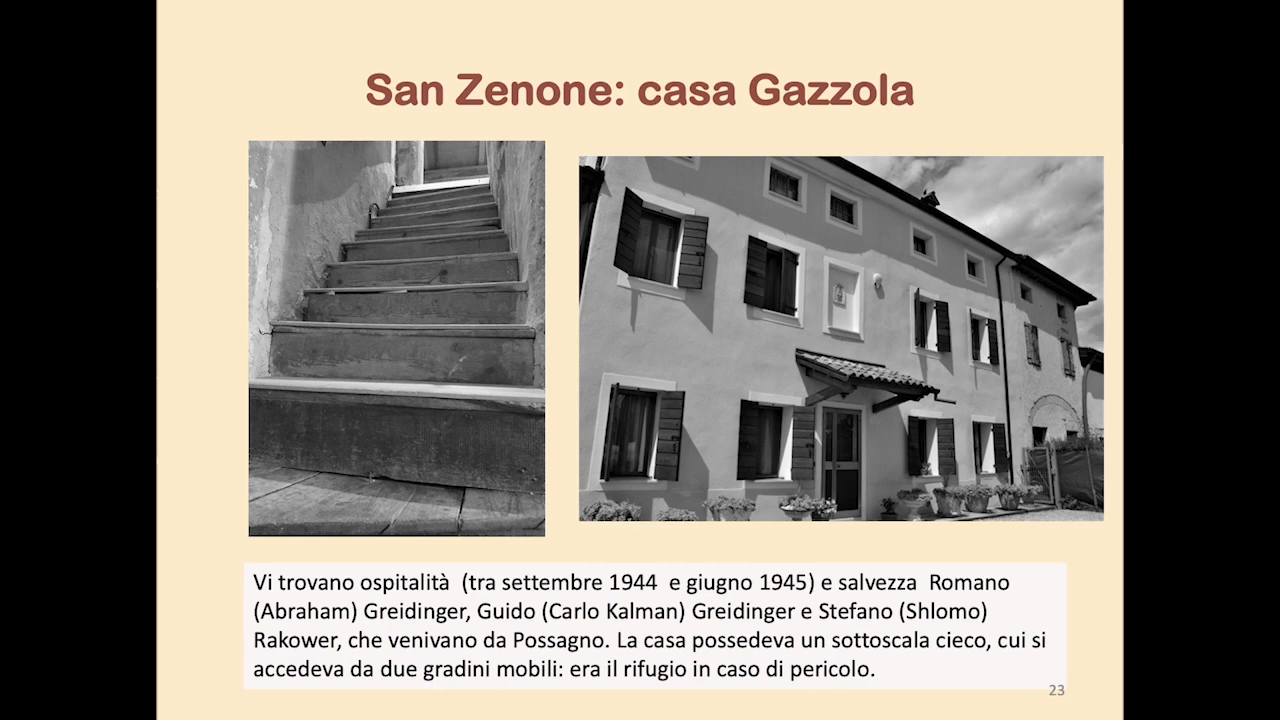 San Zenone: casa Gazzola
Vi trovano ospitalità (tra settembre 1944 e giugno 1945) e salvezza Romano
(Abraham) Greidinger, Guido (Carlo Kalman) Greidinger e Stefano (Shlomo)
Rakower, che venivano da Possagno. La casa possedeva un sottoscala cieco, cui si
accedeva da due gradini mobili: era il rifugio in caso di pericolo.
23